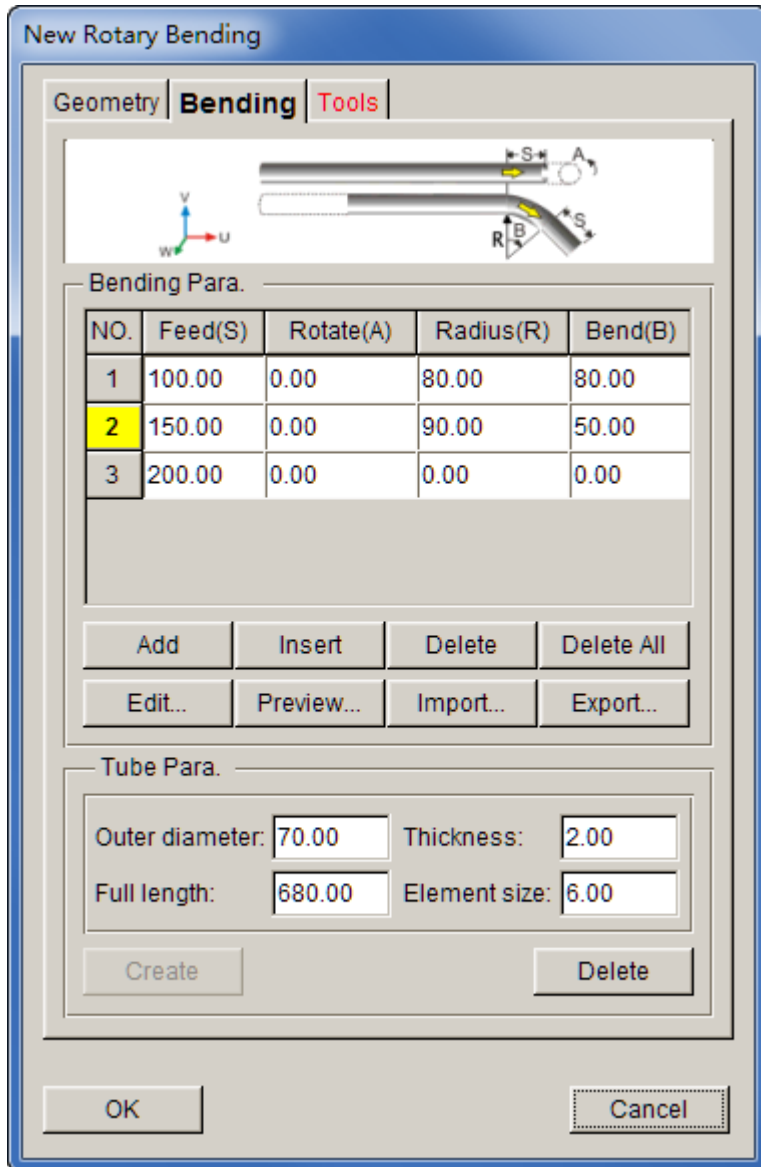 New Rotary Bending
Geometry Bending Tools
S A
V
U
W
R B S
Bending Para.
NO. Feed(S) Rotate(A) Radius(R) Bend(B)
1 100.00 0.00 80.00 80.00
2 150.00 0.00 90.00 50.00
3 200.00 0.00 0.00 0.00
Add Insert Delete Delete All
Edit... Preview... Import... Export...
Tube Para.
Outer diameter: 70.00 Thickness: 2.00
Full length: 680.00 Element size: 6.00
Create Delete
OK Cancel